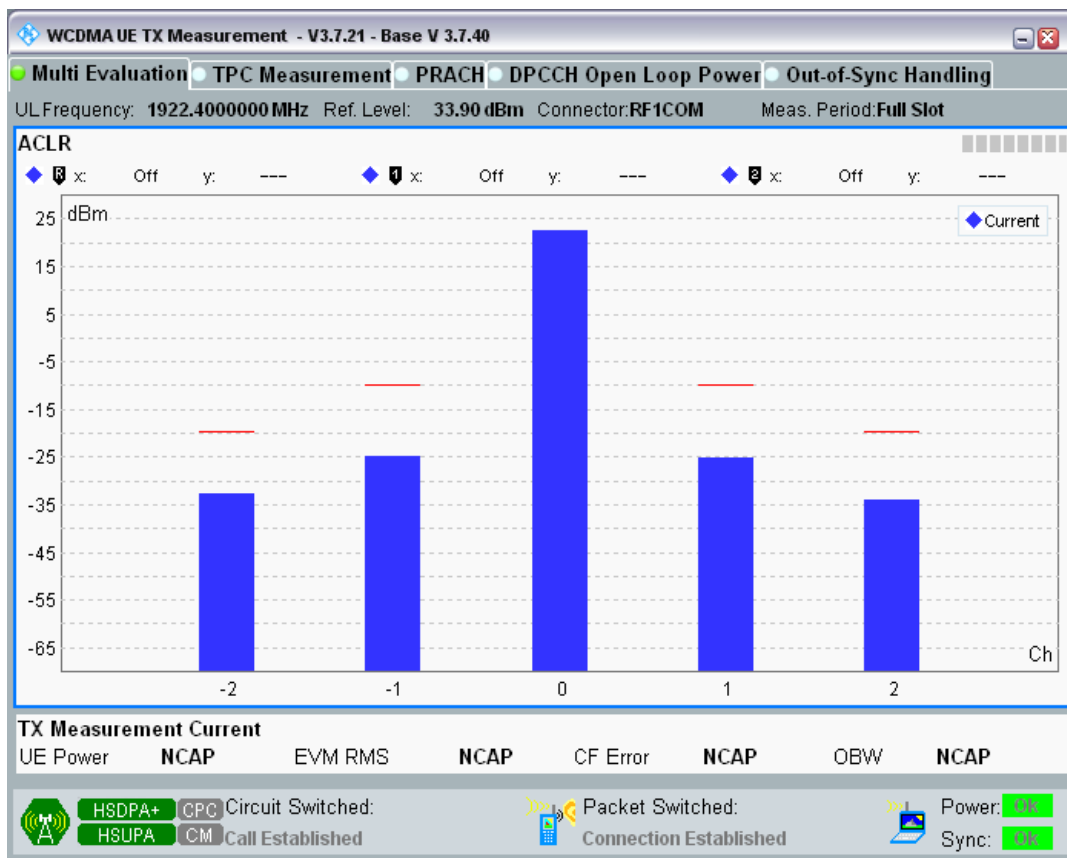 WCDMA UE TX Measurement - V3.7.21 - Base V 3.7.40
Multi Evaluation TPC Measurement PRACH DPCCH Open Loop Power Out-of-Sync Handling
UL Frequency: 1922.4000000 MHz Ref. Level: 33.90 dBm Connector:RF1COM Meas. Period:Full Slot
ACLR
R x: Off y: --- 1 x: Off y: --- 2 x: Off y: ---
dBm
Current
25
15
5
-5
-15
-25
-35
-45
-55
-65
Ch
-2 -1 0 1 2
TX Measurement Current
UE Power NCAP EVM RMS NCAP CF Error NCAP OBW NCAP
HSDPA+ CPC Circuit Switched: Packet Switched: Power: Ok
HSUPA CM Call Established Connection Established Sync: Ok